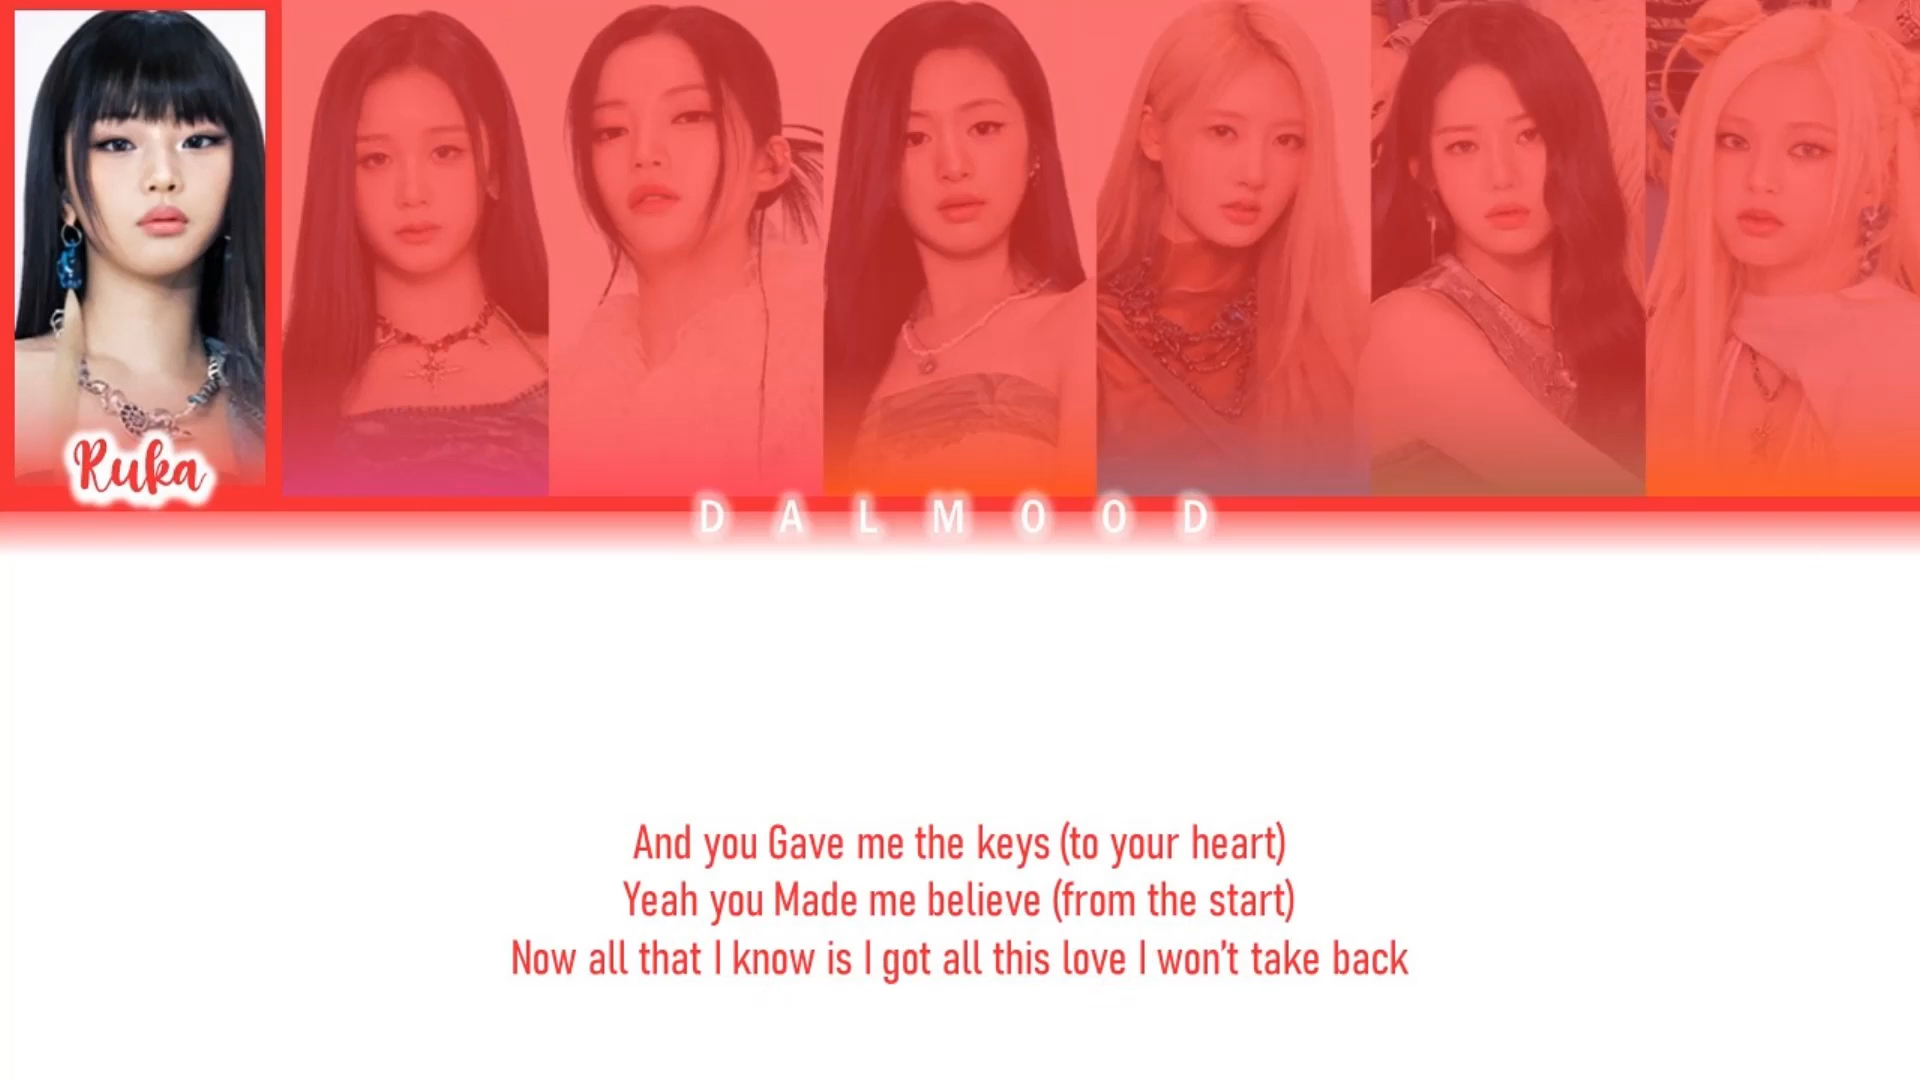 Ruka
DALMOOD
And you Gave me the keys (to your heart)
Yeah you Made me believe (from the start)
Now all that I know is I got all this love I won't take back